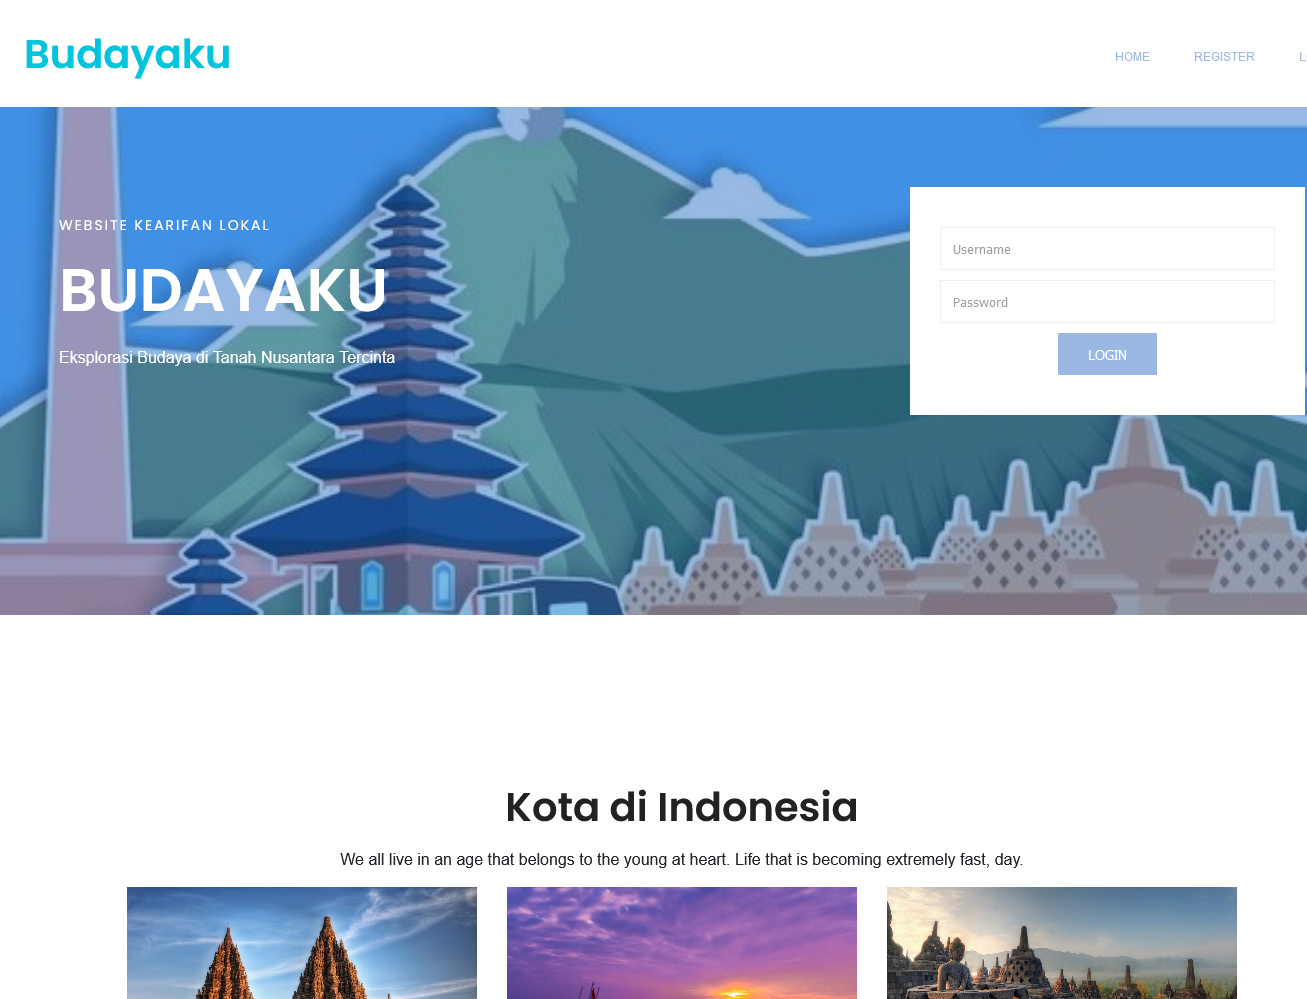 Budayaku
HOME
REGISTER
L
WEBSITE KEARIFAN LOKAL
BUDAYAKU
Eksplorasi Budaya di Tanah Nusantara Tercinta
Username
Password
LOGIN
Kota di Indonesia
We all live in an age that belongs to the young at heart. Life that is becoming extremely fast, day.